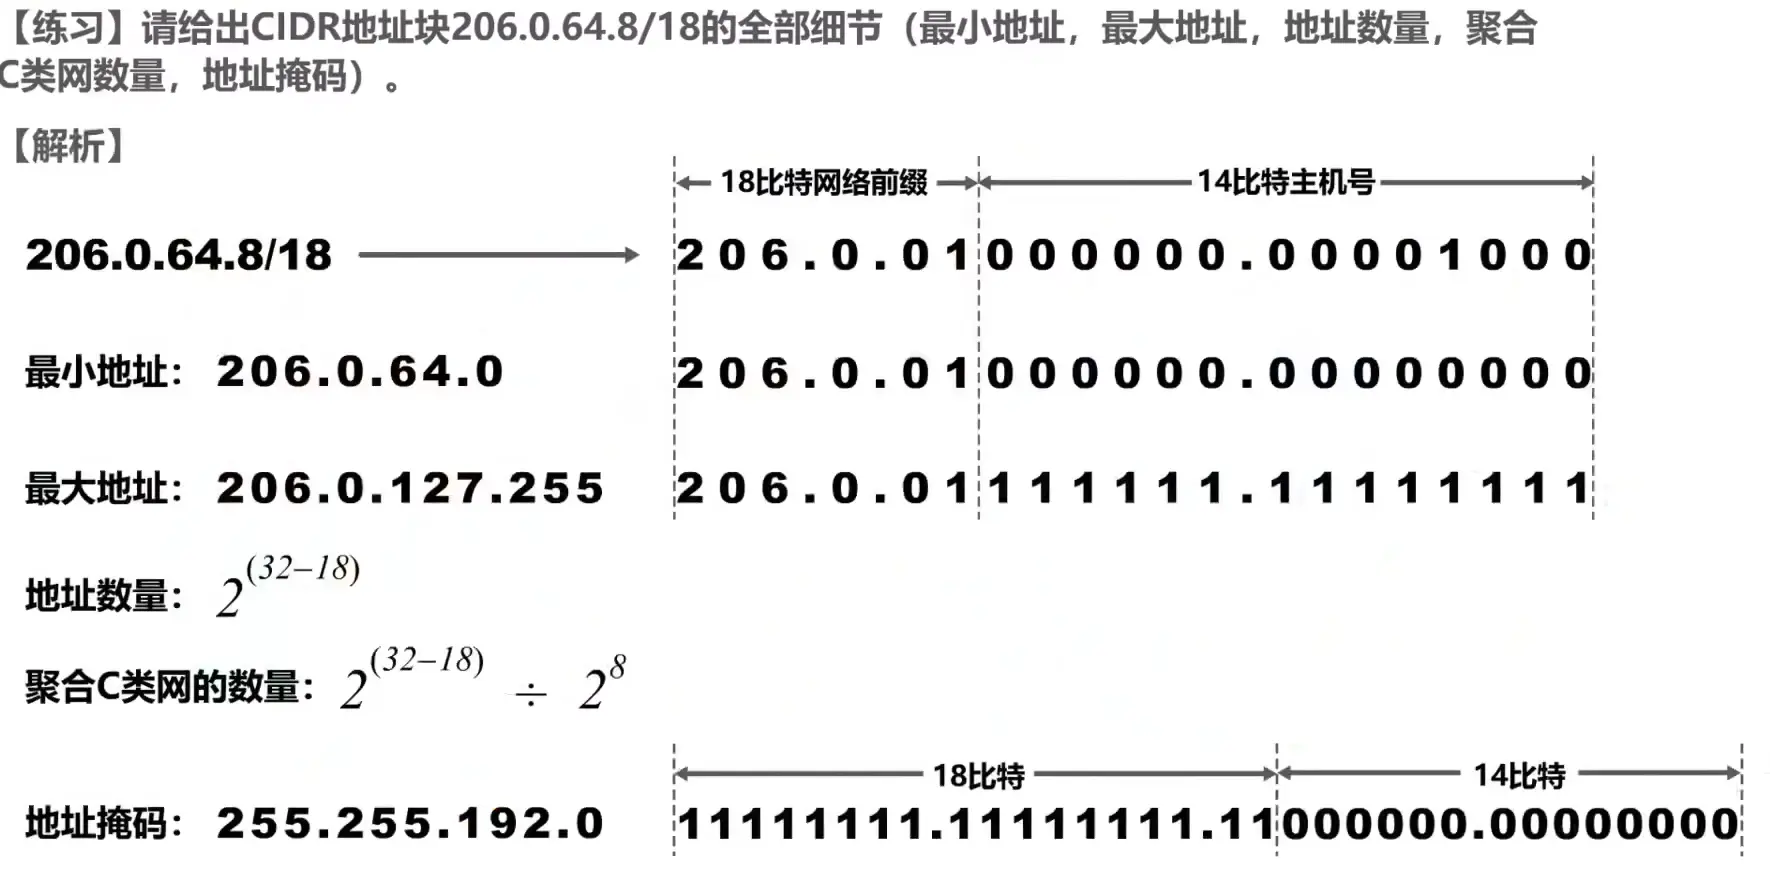 【练习】请给出CIDR地址块206.0.64.8/18的全部细节（最小地址，最大地址，地址数量，聚合
C类网数量，地址掩码）。
【解析】
18比特网络前缀 14比特主机号
206.0.64.8/18 206.0.01000000.00001000
最小地址： 206.0.64.0 206.0.01000000.00000000
最大地址： 206.0.127.255 206.0.01111111.11111111
地址数量： 2^(32–18)
聚合C类网的数量： 2^(32–18) ÷ 2^8
18比特 14比特
地址掩码： 255.255.192.0 11111111.11111111.11000000.00000000